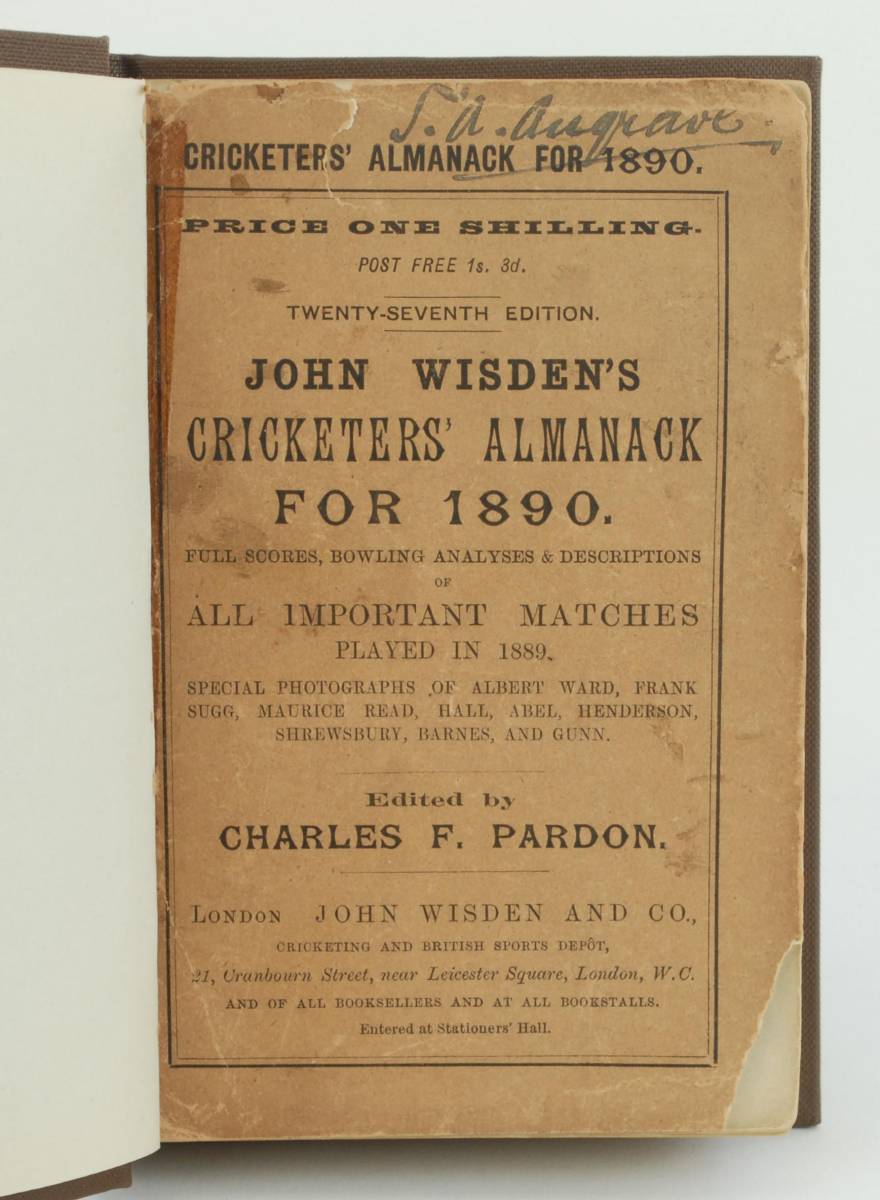 S. A. Angrave
CRICKETERS' ALMANACK FOR 1890.
PRICE ONE SHILLING.
POST FREE 1s. 3d.
TWENTY-SEVENTH EDITION.
JOHN WISDEN'S
CRICKETERS' ALMANACK
FOR 1890.
FULL SCORES, BOWLING ANALYSES & DESCRIPTIONS
OF
ALL IMPORTANT MATCHES
PLAYED IN 1889.
SPECIAL PHOTOGRAPHS OF ALBERT WARD, FRANK
SUGG, MAURICE READ, HALL, ABEL, HENDERSON,
SHREWSBURY, BARNES, AND GUNN.
Edited by
CHARLES F. PARDON.
LONDON JOHN WISDEN AND CO.,
CRICKETING AND BRITISH SPORTS DEPÔT,
21, Cranbourn Street, near Leicester Square, London, W.C.
AND OF ALL BOOKSELLERS AND AT ALL BOOKSTALLS.
Entered at Stationers' Hall.